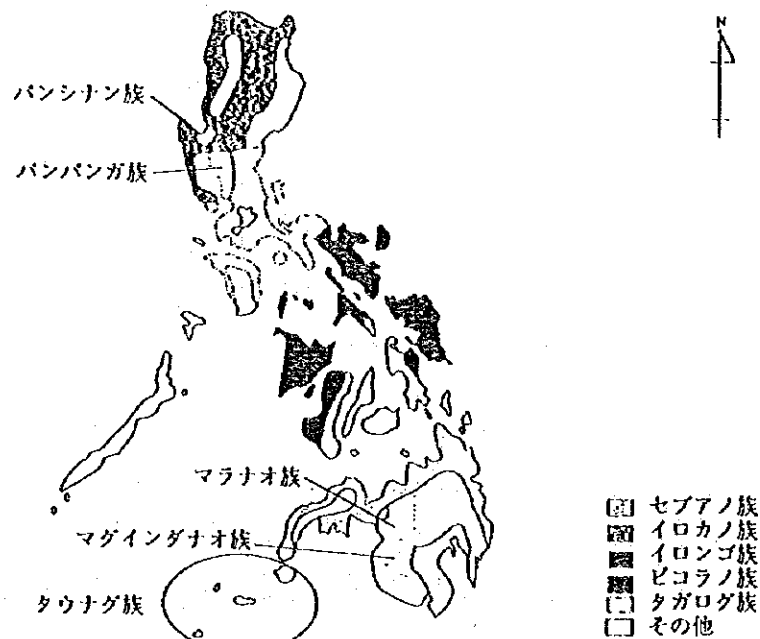 N
パンシナン族
パンパンガ族
マラナオ族
マグインダナオ族
タウナグ族
セブアノ族
イロカノ族
イロンゴ族
ビコラノ族
タガログ族
その他